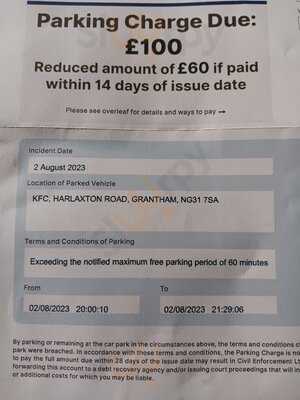 Parking Charge Due:
£100
Reduced amount of £60 if paid
within 14 days of issue date
Please see overleaf for details and ways to pay →
Incident Date
2 August 2023
Location of Parked Vehicle
KFC, HARLAXTON ROAD, GRANTHAM, NG31 7SA
Terms and Conditions of Parking
Exceeding the notified maximum free parking period of 60 minutes
From To
02/08/2023 20:00:10 02/08/2023 21:29:06
By parking or remaining at the car park in the circumstances above, the terms and conditions o
park were breached. In accordance with those terms and conditions, the Parking Charge is no
to pay the full amount due within 28 days of the issue date may result in Civil Enforcement L
forwarding this account to a debt recovery agency and/or issuing court proceedings that will in
or additional costs for which you may be liable.